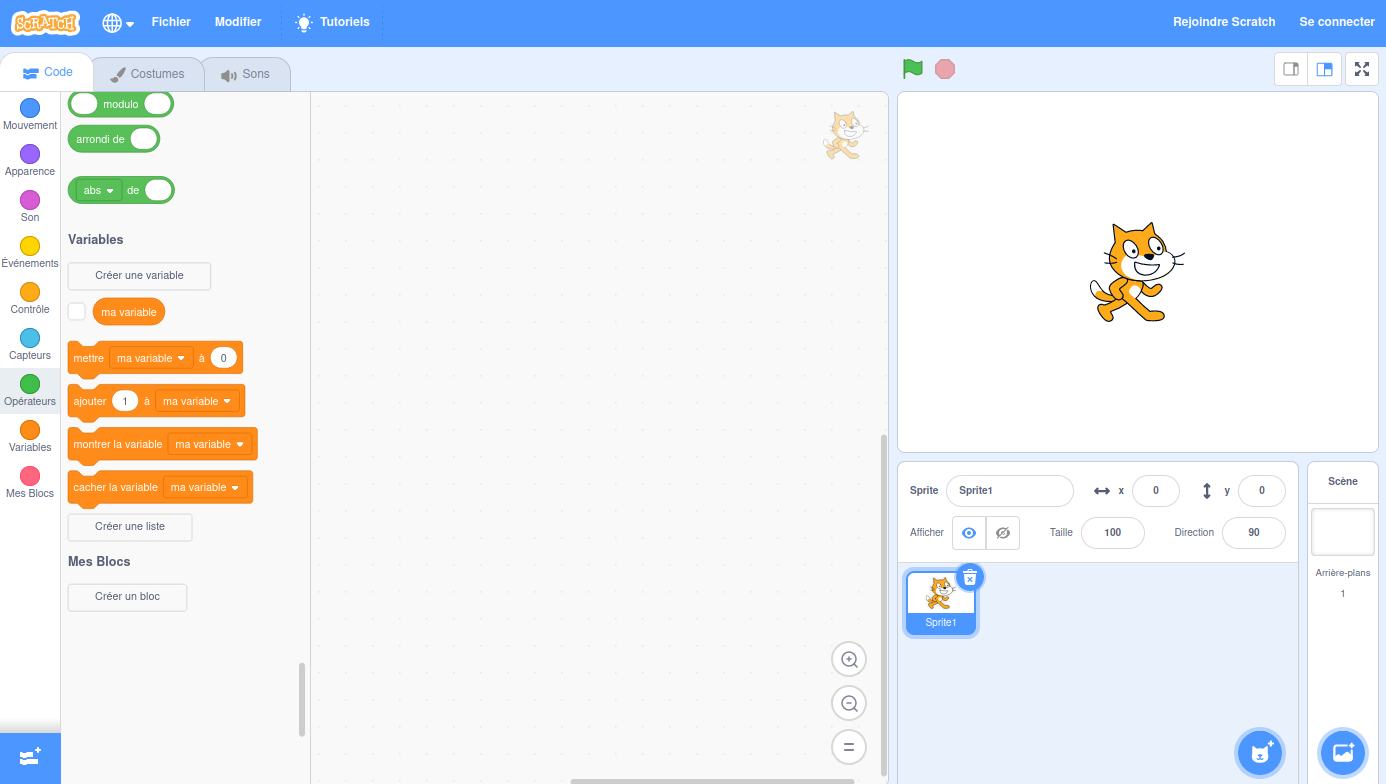 SCRATCH Fichier Modifier Tutoriels Rejoindre Scratch Se connecter
Code Costumes Sons
Mouvement
Apparence
Son
Événements
Contrôle
Capteurs
Opérateurs
Variables
Mes Blocs
modulo
arrondi de
abs de
Variables
Créer une variable
ma variable
mettre ma variable à 0
ajouter 1 à ma variable
montrer la variable ma variable
cacher la variable ma variable
Créer une liste
Mes Blocs
Créer un bloc
Sprite Sprite1 x 0 y 0
Afficher Taille 100 Direction 90
Sprite1
Scène
Arrière-plans
1